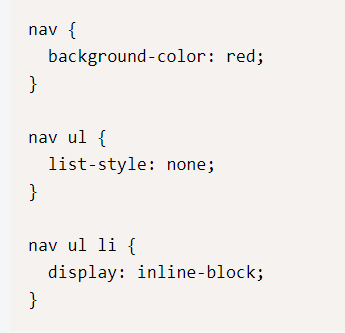 nav {
  background-color: red;
}

nav ul {
  list-style: none;
}

nav ul li {
  display: inline-block;
}